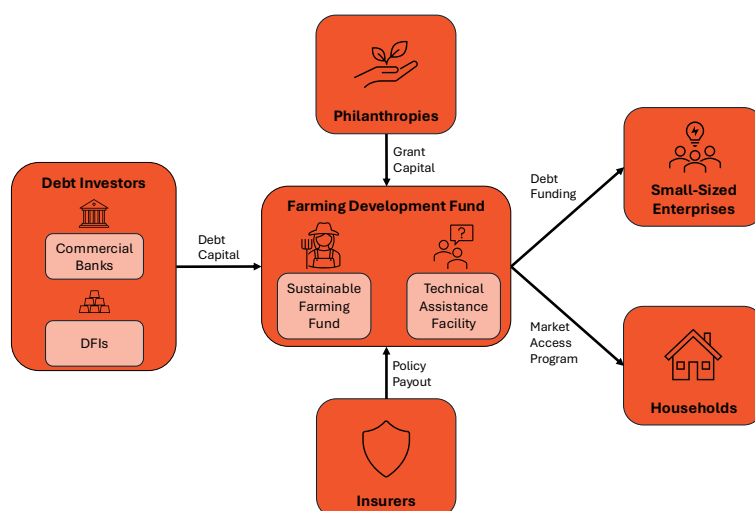 Philanthropies
Grant
Capital
Debt Investors
Commercial
Banks
DFIs
Debt
Capital
Farming Development Fund
Sustainable
Farming
Fund
?
Technical
Assistance
Facility
Policy
Payout
Insurers
Debt
Funding
Small-Sized
Enterprises
Market
Access
Program
Households